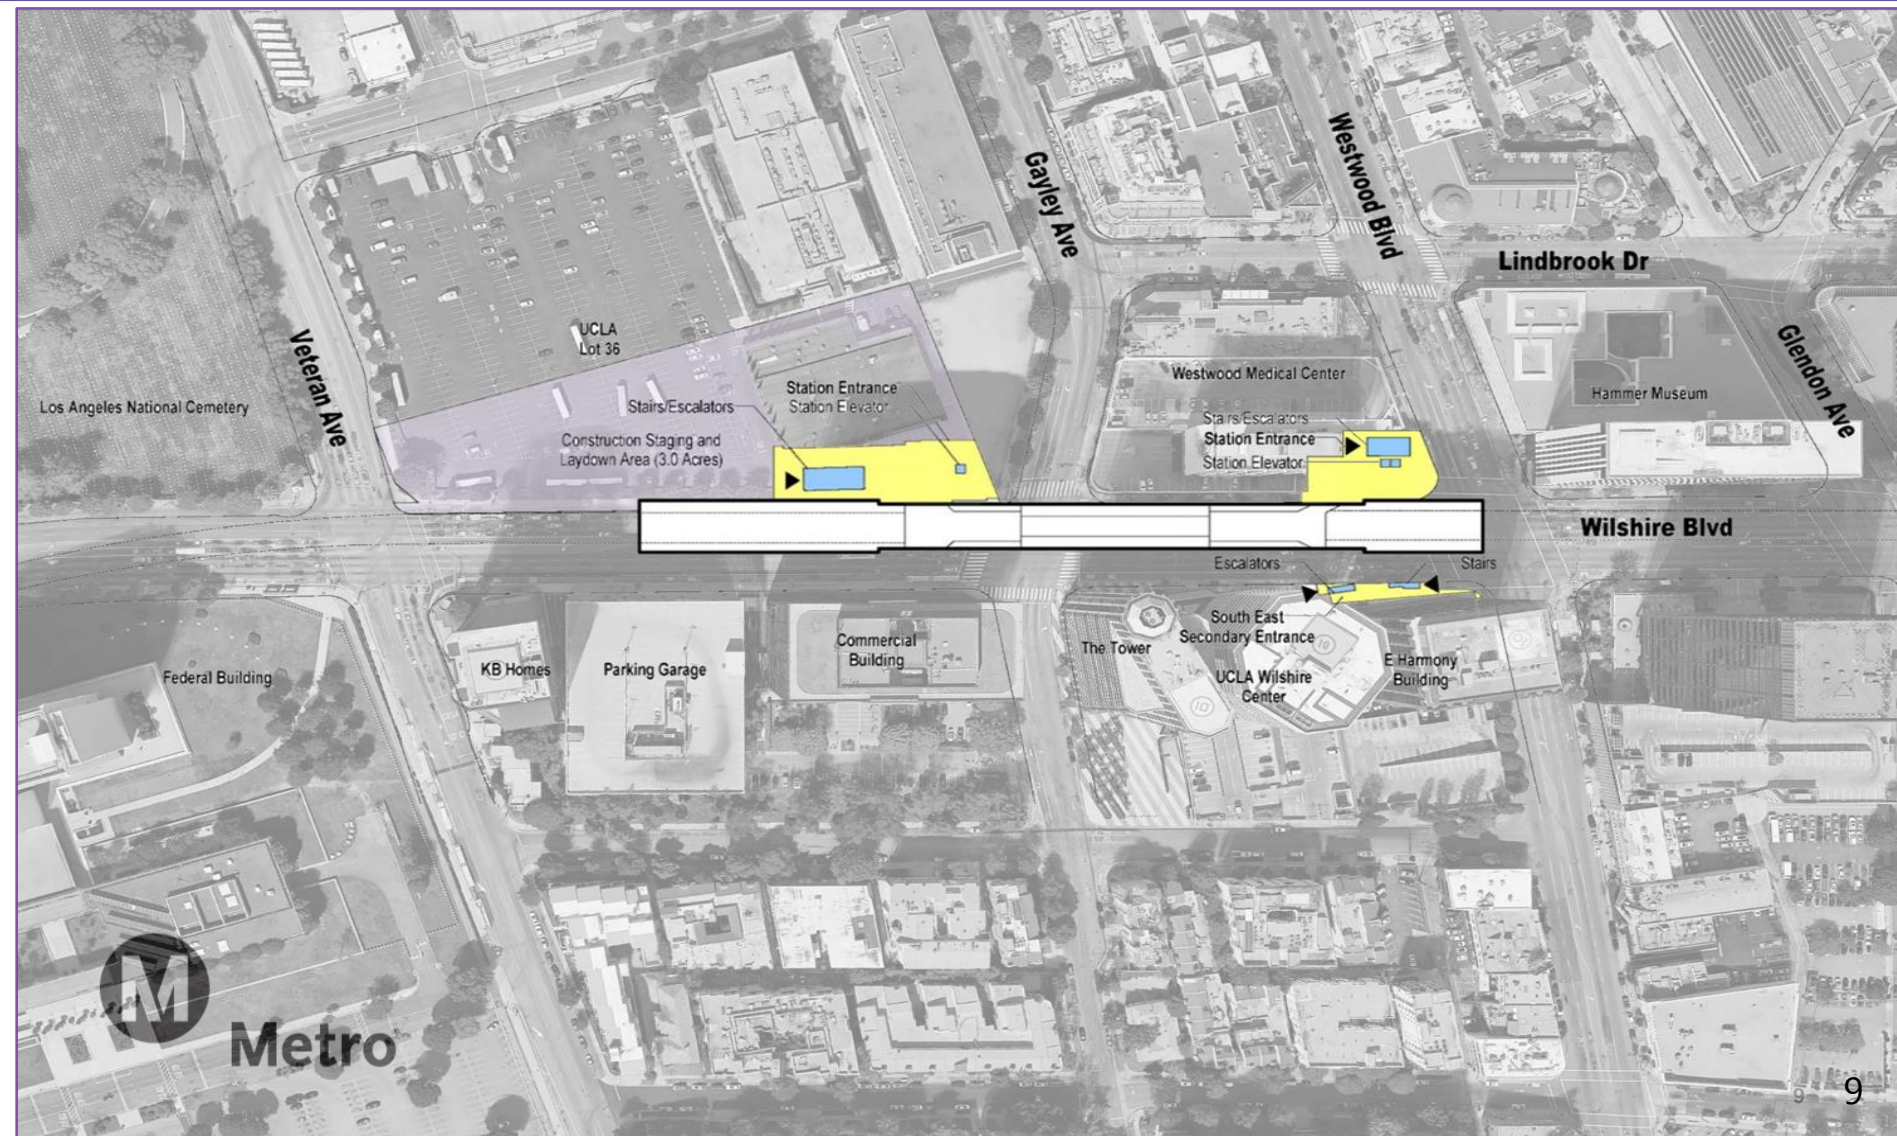 Westwood Blvd
Gayley Ave
Lindbrook Dr
UCLA
Lot 36
Veteran Ave
Glendon Ave
Westwood Medical Center
Station Entrance
Station Elevator
Hammer Museum
Los Angeles National Cemetery
Stairs/Escalators
Stairs/Escalators
Station Entrance
Station Elevator
Construction Staging and
Laydown Area (3.0 Acres)
Wilshire Blvd
Escalators
Stairs
South East
Secondary Entrance
The Tower
Commercial
Building
KB Homes
Parking Garage
Federal Building
UCLA Wilshire
Center
E Harmony
Building
10
10
M
Metro
9
9